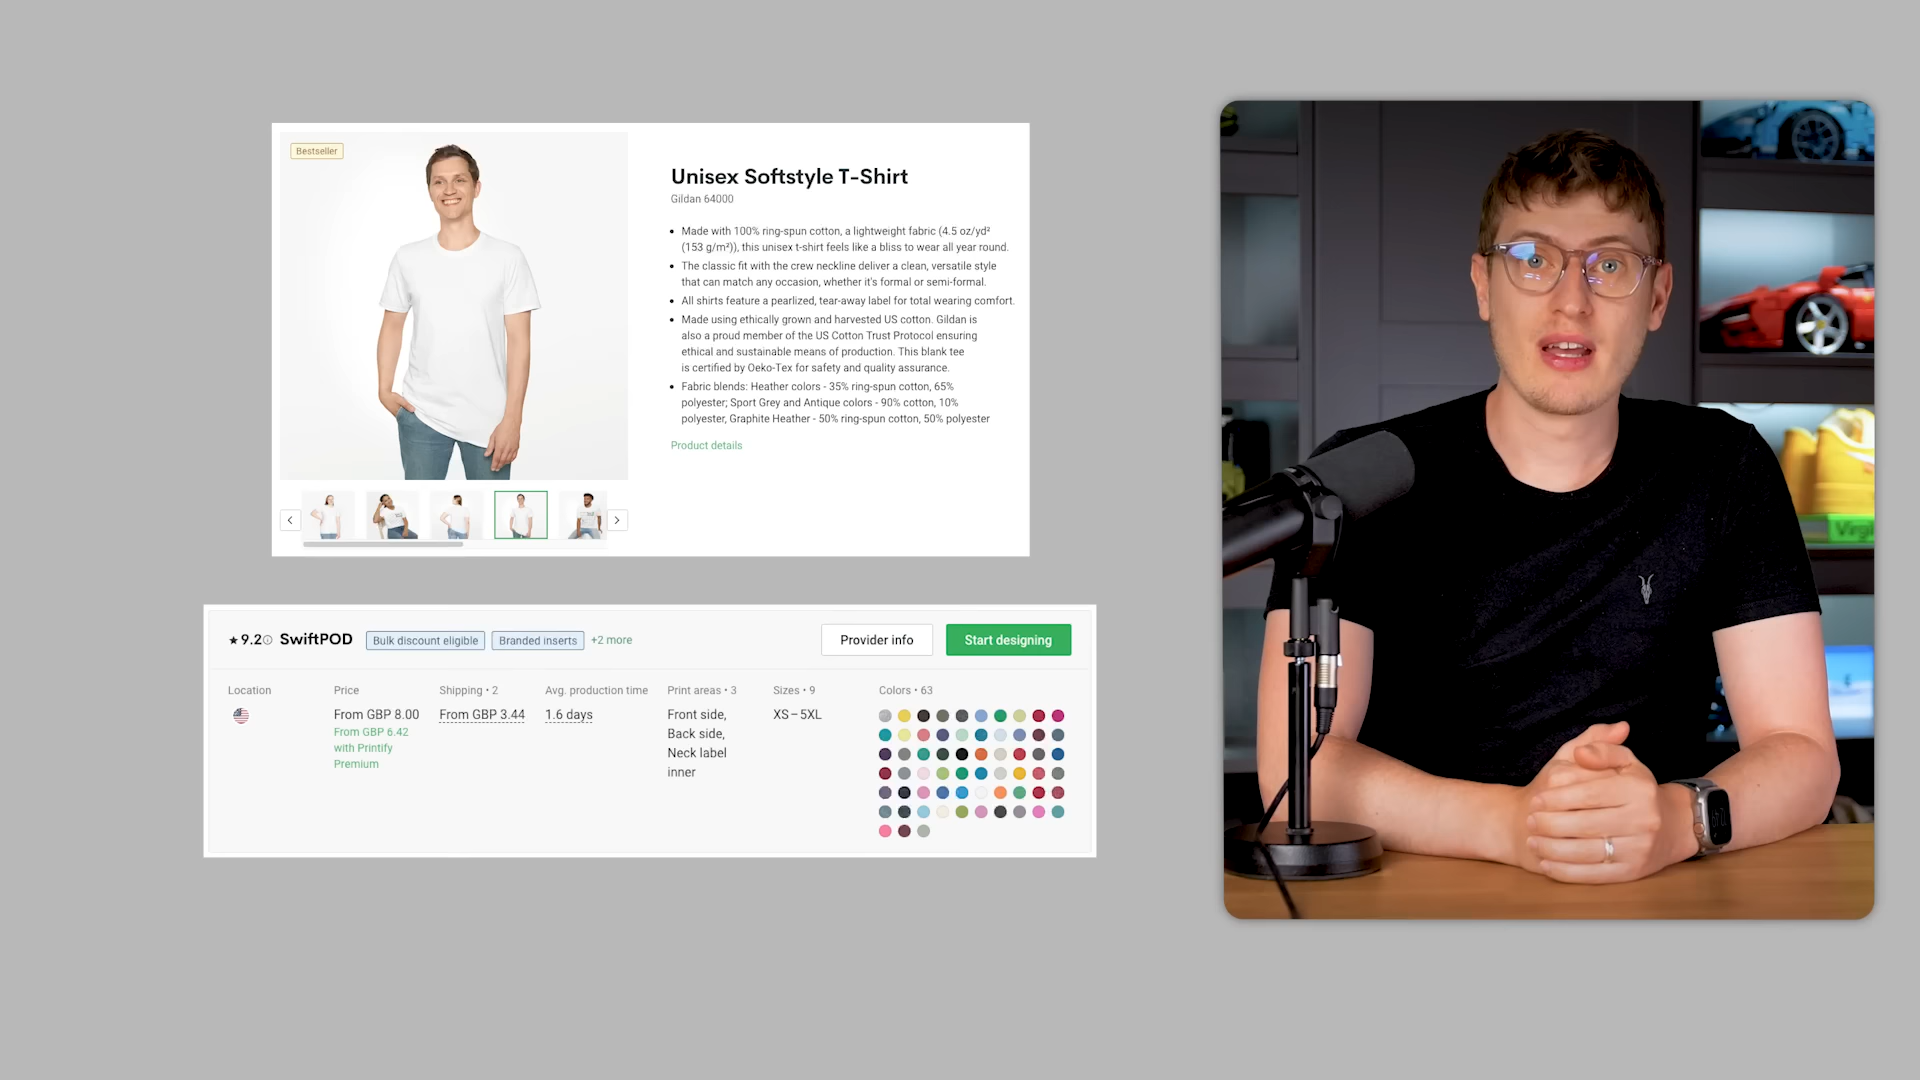 Bestseller
Unisex Softstyle T-Shirt
Gildan 64000
Made with 100% ring-spun cotton, a lightweight fabric (4.5 oz/yd²
(153 g/m²)), this unisex t-shirt feels like a bliss to wear all year round.
The classic fit with the crew neckline deliver a clean, versatile style
that can match any occasion, whether it's formal or semi-formal.
All shirts feature a pearlized, tear-away label for total wearing comfort.
Made using ethically grown and harvested US cotton. Gildan is
also a proud member of the US Cotton Trust Protocol ensuring
ethical and sustainable means of production. This blank tee
is certified by Oeko-Tex for safety and quality assurance.
Fabric blends: Heather colors - 35% ring-spun cotton, 65%
polyester; Sport Grey and Antique colors - 90% cotton, 10%
polyester, Graphite Heather - 50% ring-spun cotton, 50% polyester
Product details
★ 9.2 SwiftPOD Bulk discount eligible Branded inserts +2 more Provider info Start designing
Location Price Shipping • 2 Avg. production time Print areas • 3 Sizes • 9 Colors • 63
From GBP 8.00 From GBP 3.44 1.6 days Front side, XS – 5XL
From GBP 6.42 Back side,
with Printify Neck label
Premium inner